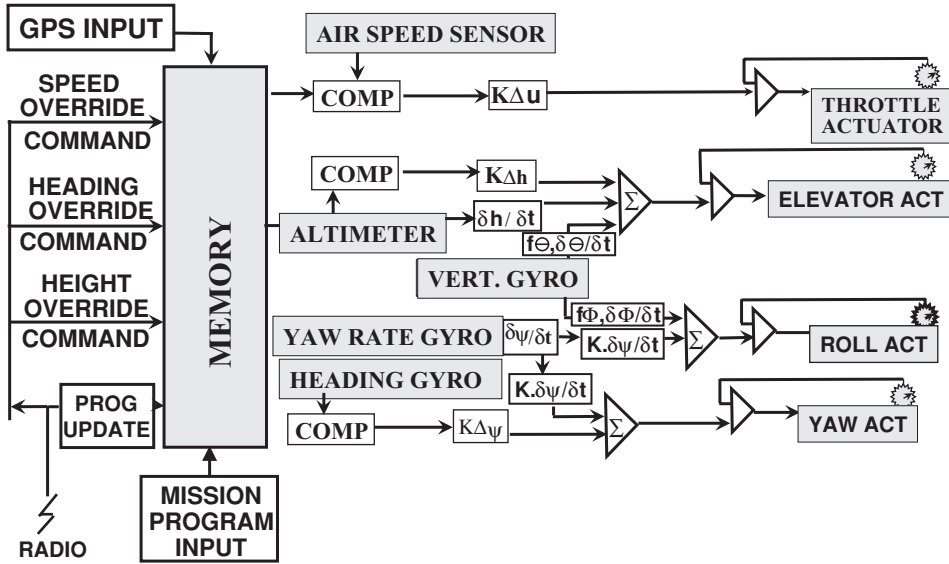 GPS INPUT
AIR SPEED SENSOR
SPEED
OVERRIDE
COMMAND
COMP
KΔu
THROTTLE
ACTUATOR
HEADING
OVERRIDE
COMMAND
COMP
KΔh
Σ
ELEVATOR ACT
ALTIMETER
δh/ δt
fΘ,δΘ/δt
VERT. GYRO
HEIGHT
OVERRIDE
COMMAND
MEMORY
fΦ,δΦ/δt
YAW RATE GYRO
δψ/δt
K.δψ/δt
Σ
ROLL ACT
HEADING GYRO
K.δψ/δt
PROG
UPDATE
COMP
KΔψ
Σ
YAW ACT
MISSION
PROGRAM
INPUT
RADIO